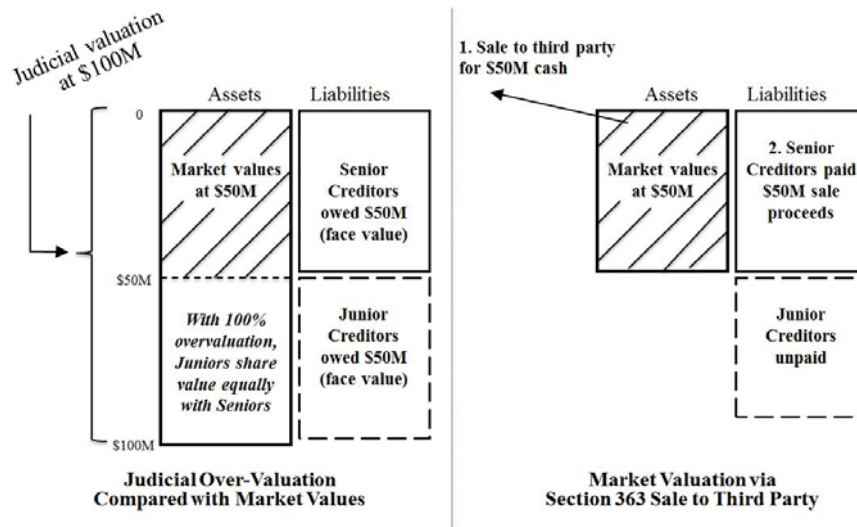 Judicial valuation
at $100M
Assets
Liabilities
0
Market values
at $50M
Senior
Creditors
owed $50M
(face value)
$50M
With 100%
overvaluation,
Juniors share
value equally
with Seniors
Junior
Creditors
owed $50M
(face value)
$100M
Judicial Over-Valuation
Compared with Market Values
1. Sale to third party
for $50M cash
Assets
Liabilities
Market values
at $50M
2. Senior
Creditors paid
$50M sale
proceeds
Junior
Creditors
unpaid
Market Valuation via
Section 363 Sale to Third Party